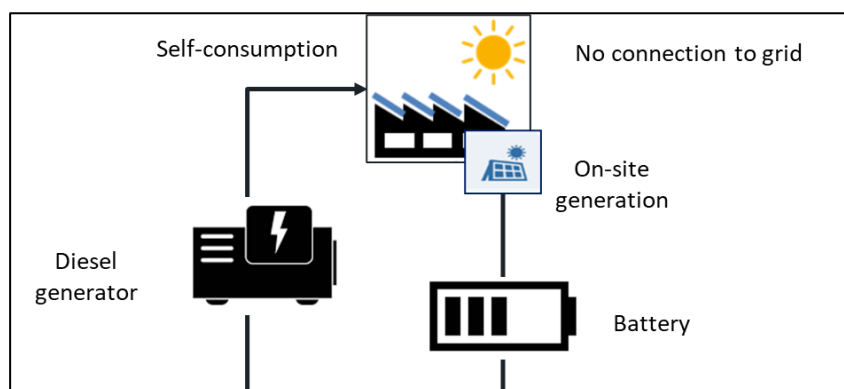 Self-consumption
No connection to grid
On-site
generation
Diesel
generator
Battery